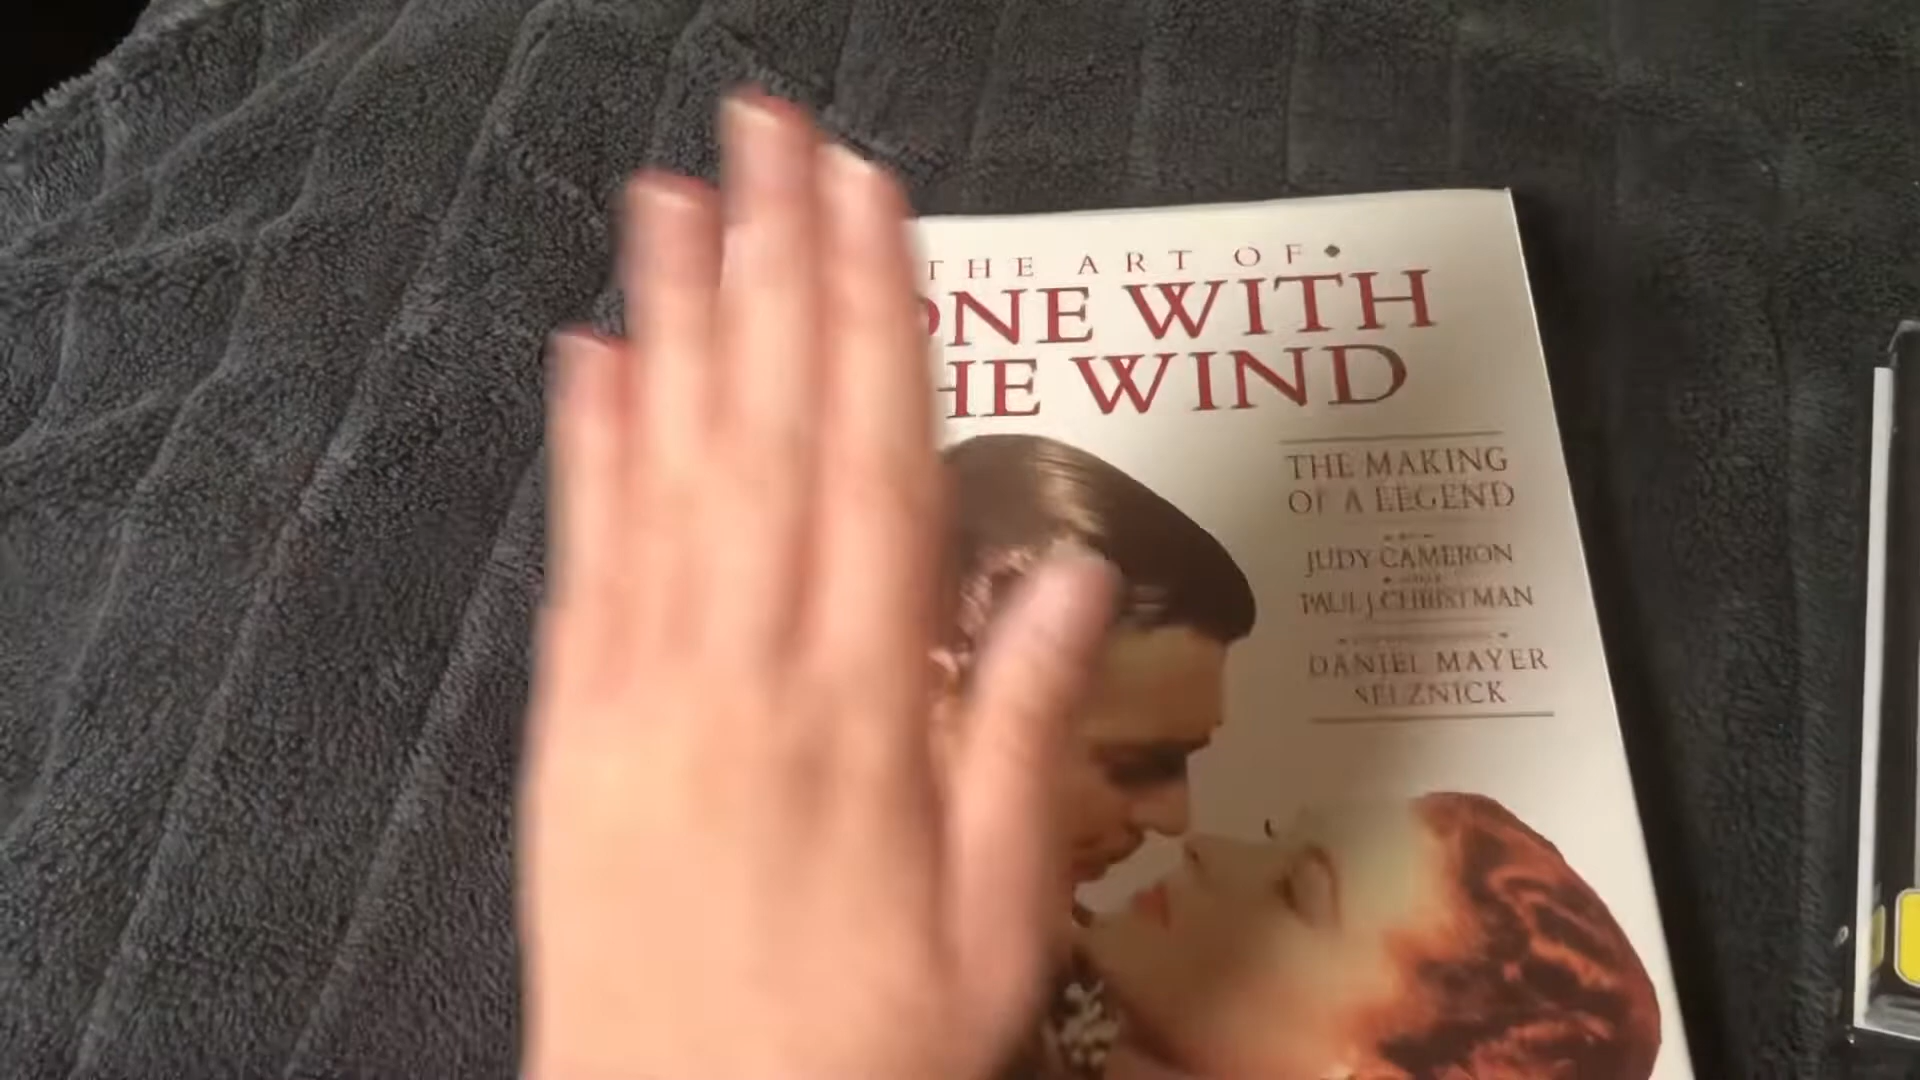 THE ART OF
ONE WITH
HE WIND
THE MAKING
OF A LEGEND
JUDY CAMERON
PAUL J. CHRISTMAN
DANIEL MAYER
SELZNICK